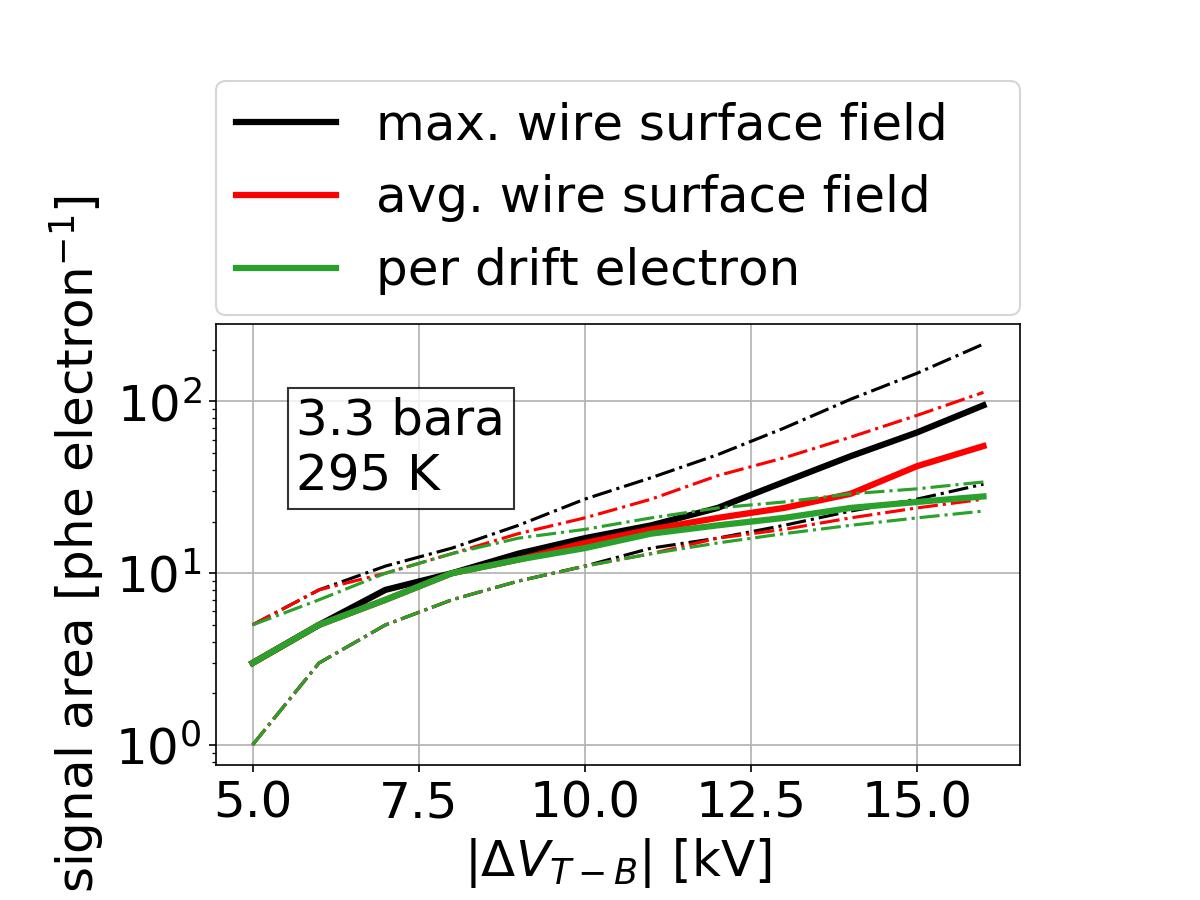 max. wire surface field
avg. wire surface field
per drift electron
signal area [phe electron⁻¹]
3.3 bara
295 K
10²
10¹
10⁰
5.0 7.5 10.0 12.5 15.0
|ΔV_{T−B}| [kV]